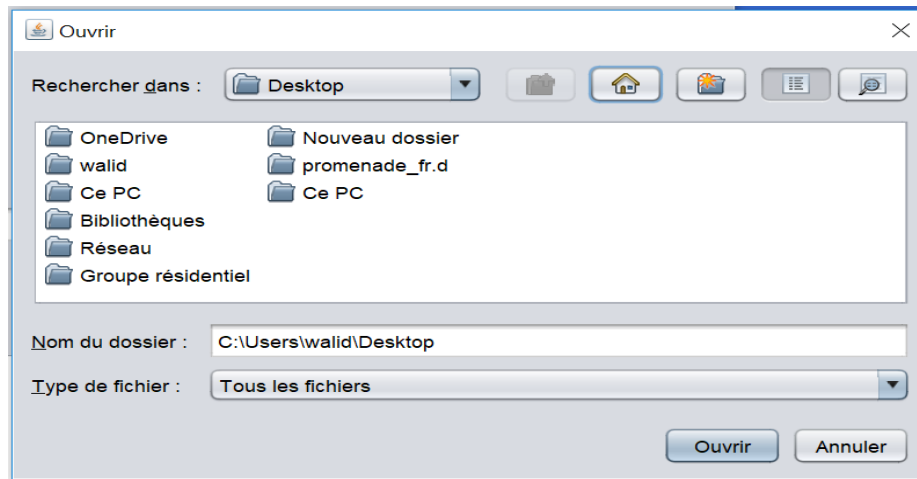 Ouvrir
Rechercher dans : Desktop
OneDrive Nouveau dossier
walid promenade_fr.d
Ce PC Ce PC
Bibliothèques
Réseau
Groupe résidentiel
Nom du dossier : C:\Users\walid\Desktop
Type de fichier : Tous les fichiers
Ouvrir Annuler